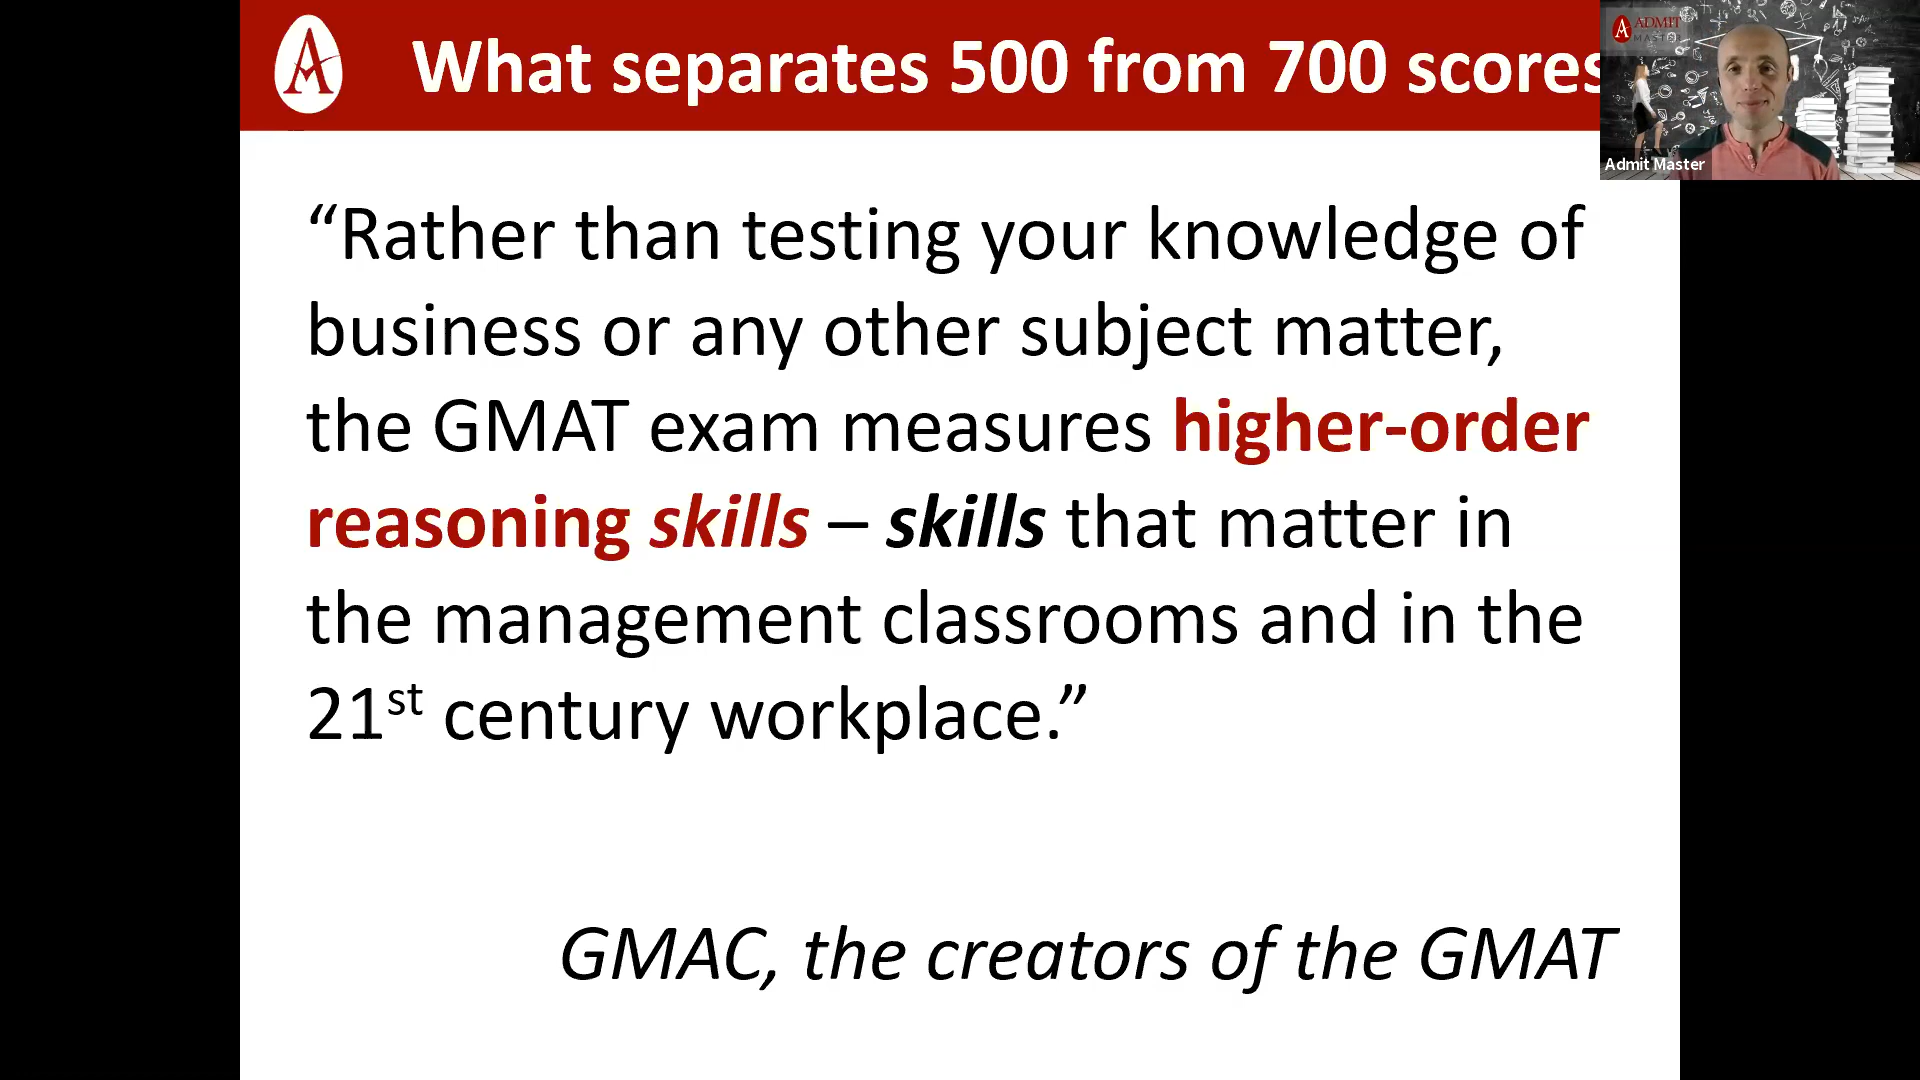 What separates 500 from 700 scores
ADMIT
MASTER
Admit Master
“Rather than testing your knowledge of
business or any other subject matter,
the GMAT exam measures higher-order
reasoning skills – skills that matter in
the management classrooms and in the
21st century workplace.”
GMAC, the creators of the GMAT